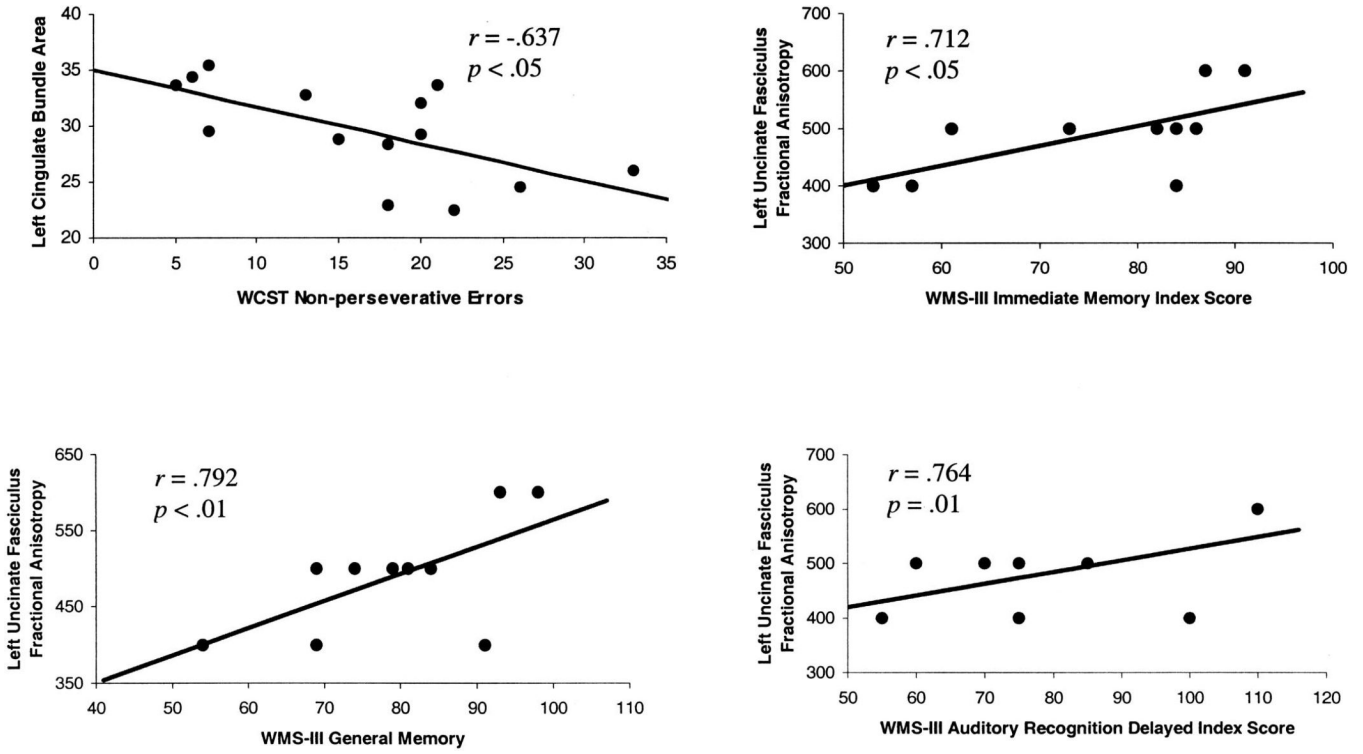 40
35
30
25
20
Left Cingulate Bundle Area
r = -.637
p < .05
0 5 10 15 20 25 30 35
WCST Non-perseverative Errors
700
600
500
400
300
Left Uncinate Fasciculus
Fractional Anisotropy
r = .712
p < .05
50 60 70 80 90 100
WMS-III Immediate Memory Index Score
650
550
450
350
Left Uncinate Fasciculus
Fractional Anisotropy
r = .792
p < .01
40 50 60 70 80 90 100 110
WMS-III General Memory
700
600
500
400
300
Left Uncinate Fasciculus
Fractional Anisotropy
r = .764
p = .01
50 60 70 80 90 100 110 120
WMS-III Auditory Recognition Delayed Index Score